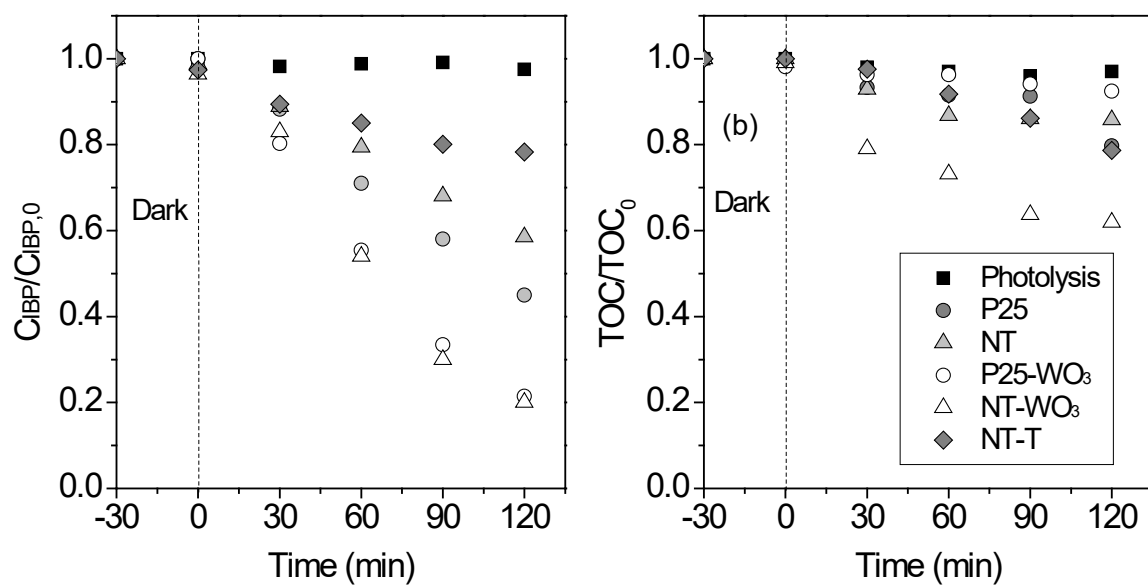 1.0
0.8
0.6
0.4
0.2
0.0
-30 0 30 60 90 120
Time (min)
CIBP/CIBP,0
Dark
1.0
0.8
0.6
0.4
0.2
0.0
-30 0 30 60 90 120
Time (min)
TOC/TOC₀
Dark
(b)
Photolysis
P25
NT
P25-WO₃
NT-WO₃
NT-T